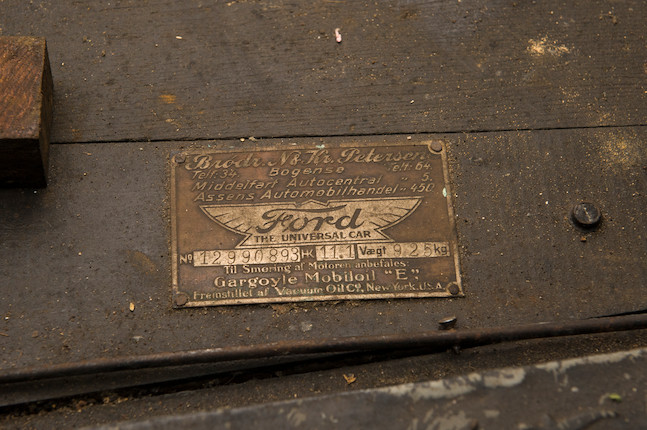 Brodr. N & Kr. Petersen
Telf. 34 Bogense Telf. 64
Middelfart Autocentral " 5.
Assens Automobilhandel " 450
Ford
THE UNIVERSAL CAR
No 12990893 HK 11.1 Vægt 925 kg
Til Smøring af Motoren anbefales:
Gargoyle Mobiloil "E".
Fremstillet af Vacuum Oil Co, New York. U.S.A.